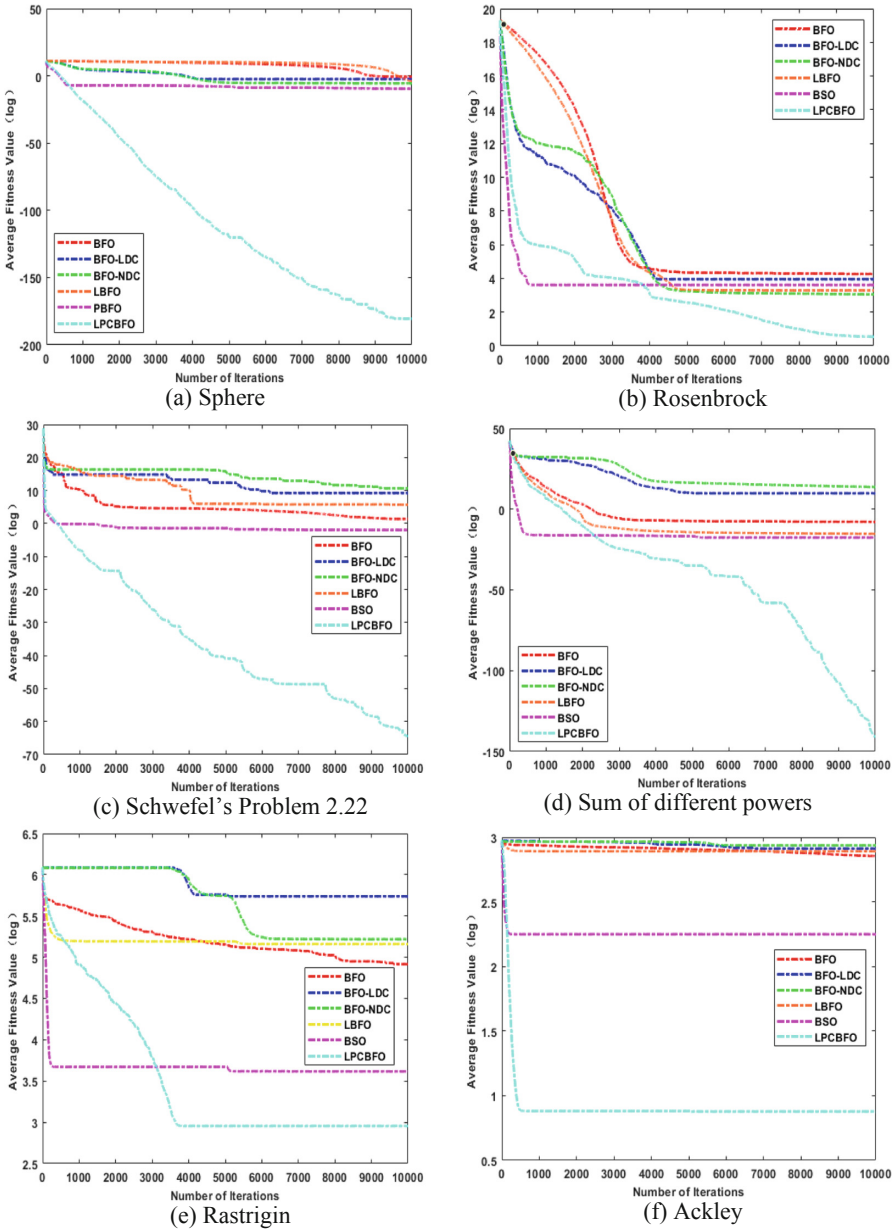 50
0
-50
-100
-150
-200
Average Fitness Value（log）
BFO
BFO-LDC
BFO-NDC
LBFO
PBFO
LPCBFO
0 1000 2000 3000 4000 5000 6000 7000 8000 9000 10000
Number of Iterations
(a) Sphere
20
18
16
14
12
10
8
6
4
2
0
Average Fitness Value（log）
BFO
BFO-LDC
BFO-NDC
LBFO
BSO
LPCBFO
0 1000 2000 3000 4000 5000 6000 7000 8000 9000 10000
Number of Iterations
(b) Rosenbrock
30
20
10
0
-10
-20
-30
-40
-50
-60
-70
Average Fitness Value（log）
BFO
BFO-LDC
BFO-NDC
LBFO
BSO
LPCBFO
0 1000 2000 3000 4000 5000 6000 7000 8000 9000 10000
Number of Iterations
(c) Schwefel’s Problem 2.22
50
0
-50
-100
-150
Average Fitness Value（log）
BFO
BFO-LDC
BFO-NDC
LBFO
BSO
LPCBFO
0 1000 2000 3000 4000 5000 6000 7000 8000 9000 10000
Number of Iterations
(d) Sum of different powers
6.5
6
5.5
5
4.5
4
3.5
3
2.5
Average Fitness Value（log）
BFO
BFO-LDC
BFO-NDC
LBFO
BSO
LPCBFO
0 1000 2000 3000 4000 5000 6000 7000 8000 9000 10000
Number of Iterations
(e) Rastrigin
3
2.5
2
1.5
1
0.5
Average Fitness Value（log）
BFO
BFO-LDC
BFO-NDC
LBFO
BSO
LPCBFO
0 1000 2000 3000 4000 5000 6000 7000 8000 9000 10000
Number of Iterations
(f) Ackley